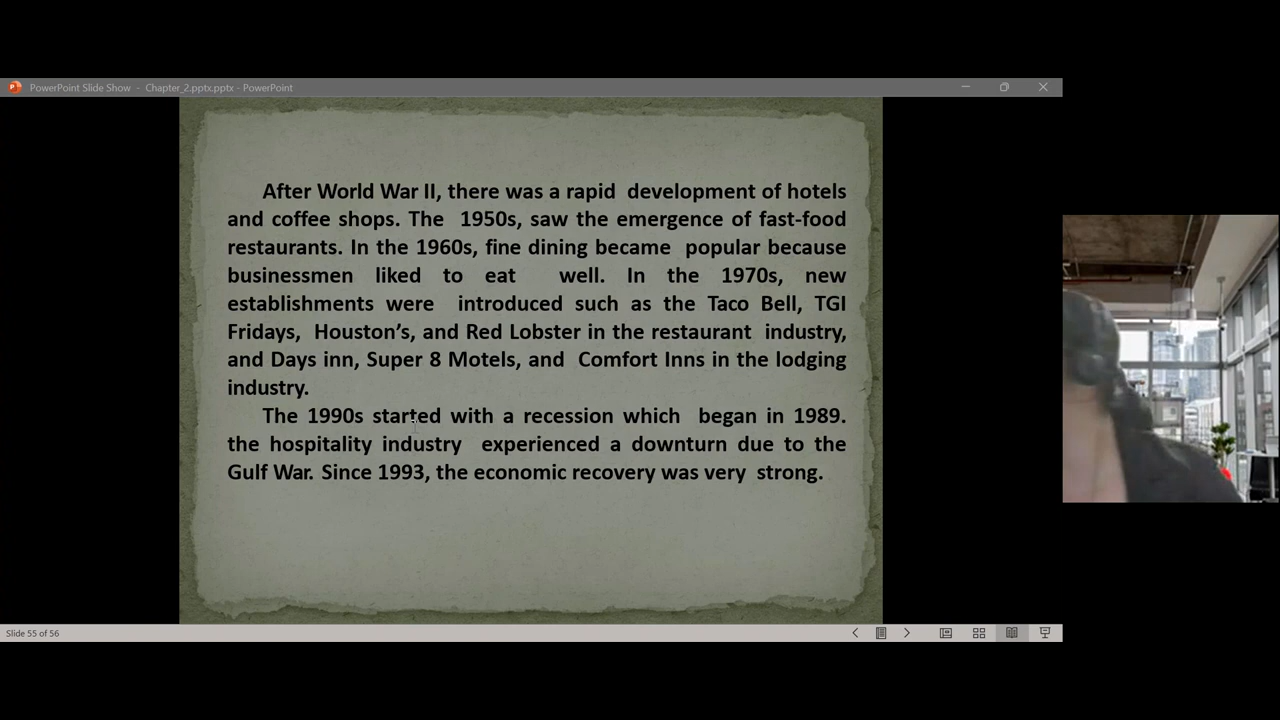 PowerPoint Slide Show - Chapter_2.pptx.pptx - PowerPoint
After World War II, there was a rapid development of hotels
and coffee shops. The 1950s, saw the emergence of fast-food
restaurants. In the 1960s, fine dining became popular because
businessmen liked to eat well. In the 1970s, new
establishments were introduced such as the Taco Bell, TGI
Fridays, Houston’s, and Red Lobster in the restaurant industry,
and Days inn, Super 8 Motels, and Comfort Inns in the lodging
industry.
The 1990s started with a recession which began in 1989.
the hospitality industry experienced a downturn due to the
Gulf War. Since 1993, the economic recovery was very strong.
Slide 55 of 56